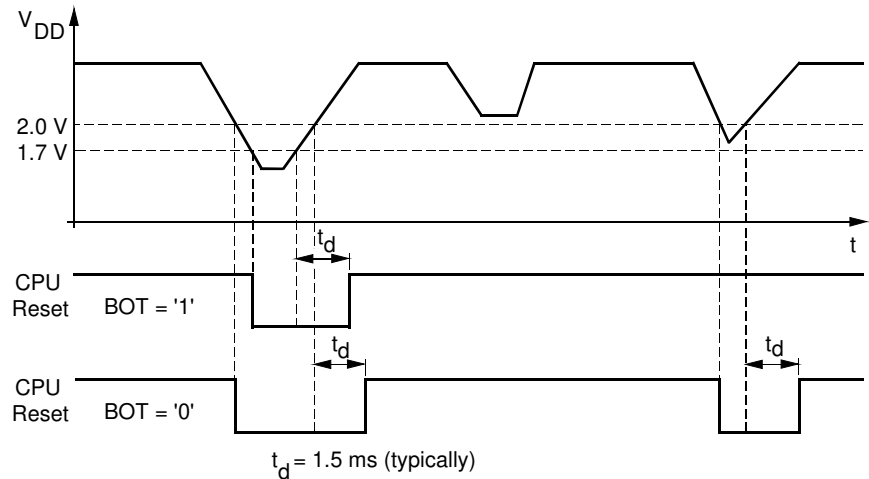 VDD
2.0 V
1.7 V
t
td
CPU
Reset
BOT = '1'
td
td
CPU
Reset
BOT = '0'
td = 1.5 ms (typically)